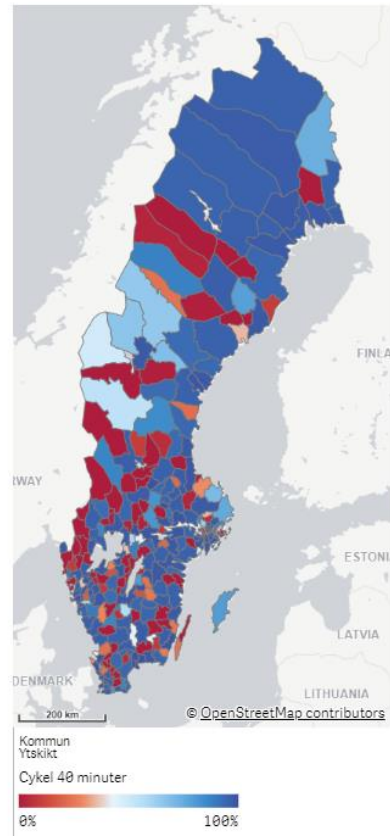 FINLA
RWAY
ESTONI
LATVIA
DENMARK
LITHUANIA
200 km
© OpenStreetMap contributors
Kommun
Ytskikt
Cykel 40 minuter
0% 100%